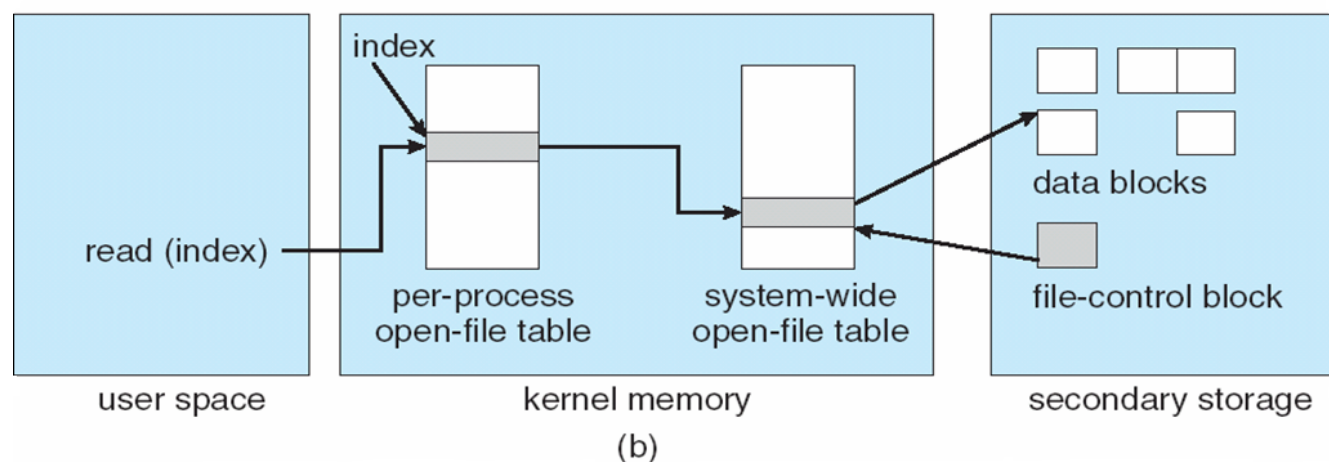 index
read (index)
per-process
open-file table
system-wide
open-file table
data blocks
file-control block
user space
kernel memory
secondary storage
(b)